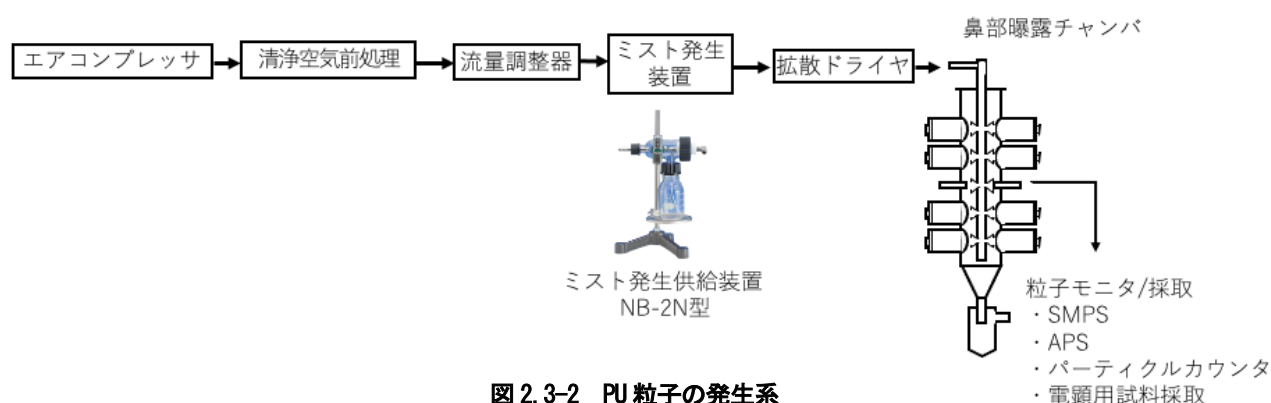 鼻部曝露チャンバ
エアコンプレッサ
清浄空気前処理
流量調整器
ミスト発生
装置
拡散ドライヤ
ミスト発生供給装置
NB-2N型
粒子モニタ/採取
・SMPS
・APS
・パーティクルカウンタ
・電顕用試料採取
図 2.3-2 PU 粒子の発生系